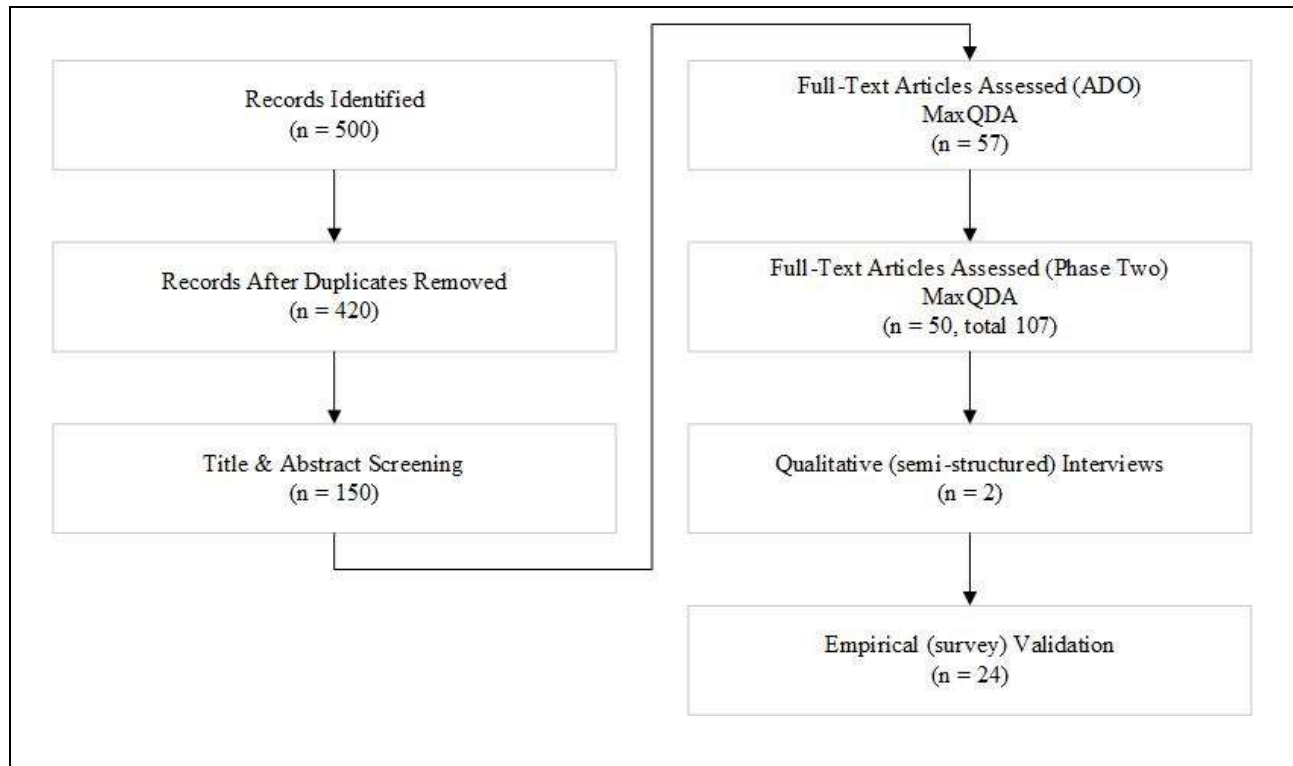 Records Identified
(n = 500)
Records After Duplicates Removed
(n = 420)
Title & Abstract Screening
(n = 150)
Full-Text Articles Assessed (ADO)
MaxQDA
(n = 57)
Full-Text Articles Assessed (Phase Two)
MaxQDA
(n = 50, total 107)
Qualitative (semi-structured) Interviews
(n = 2)
Empirical (survey) Validation
(n = 24)